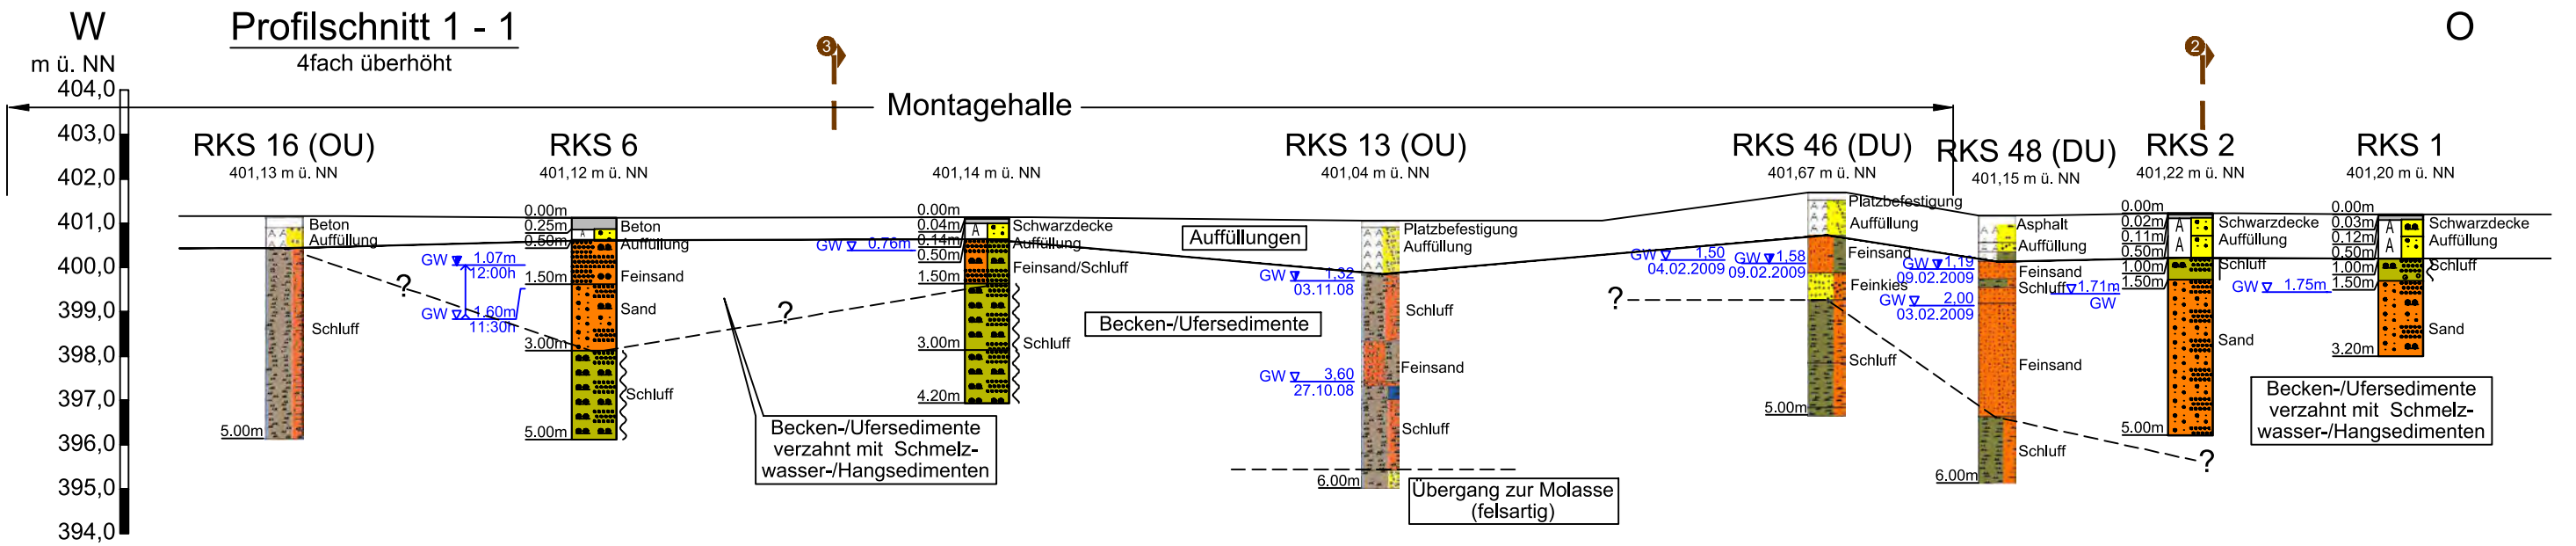 W
Profilschnitt 1 - 1
4fach überhöht
O
3
2
m ü. NN
404,0
403,0
402,0
401,0
400,0
399,0
398,0
397,0
396,0
395,0
394,0
Montagehalle
RKS 16 (OU)
401,13 m ü. NN
Beton
A A
Auffüllung
Schluff
5.00m
?
RKS 6
401,12 m ü. NN
0.00m
0.25m
0.50m
1.50m
3.00m
5.00m
A
Beton
Auffüllung
Feinsand
Sand
Schluff
GW 1.07m
12:00h
GW 1.60m
11:30h
?
Becken-/Ufersedimente
verzahnt mit Schmelz-
wasser-/Hangsedimenten
401,14 m ü. NN
0.00m
0.04m
0.14m
0.50m
1.50m
3.00m
4.20m
GW 0.76m
A
Schwarzdecke
Auffüllung
Feinsand/Schluff
Schluff
Auffüllungen
Becken-/Ufersedimente
RKS 13 (OU)
401,04 m ü. NN
Platzbefestigung
Auffüllung
Schluff
Feinsand
Schluff
GW 1,32
03.11.08
GW 3,60
27.10.08
6.00m
Übergang zur Molasse
(felsartig)
?
RKS 46 (DU)
401,67 m ü. NN
Platzbefestigung
Auffüllung
Feinsand
Feinkies
Schluff
GW 1,50
04.02.2009
GW 1,58
09.02.2009
5.00m
RKS 48 (DU)
401,15 m ü. NN
Asphalt
Auffüllung
Feinsand
Schluff
Feinsand
Schluff
GW 1,19
09.02.2009
GW 2,00
03.02.2009
6.00m
RKS 2
401,22 m ü. NN
0.00m
0.02m
0.11m
0.50m
1.00m
1.50m
5.00m
1.71m
GW
A
A
Schwarzdecke
Auffüllung
Schluff
Sand
?
RKS 1
401,20 m ü. NN
0.00m
0.03m
0.12m
0.50m
1.00m
1.50m
3.20m
GW 1.75m
A
A
Schwarzdecke
Auffüllung
Schluff
Sand
Becken-/Ufersedimente
verzahnt mit Schmelz-
wasser-/Hangsedimenten